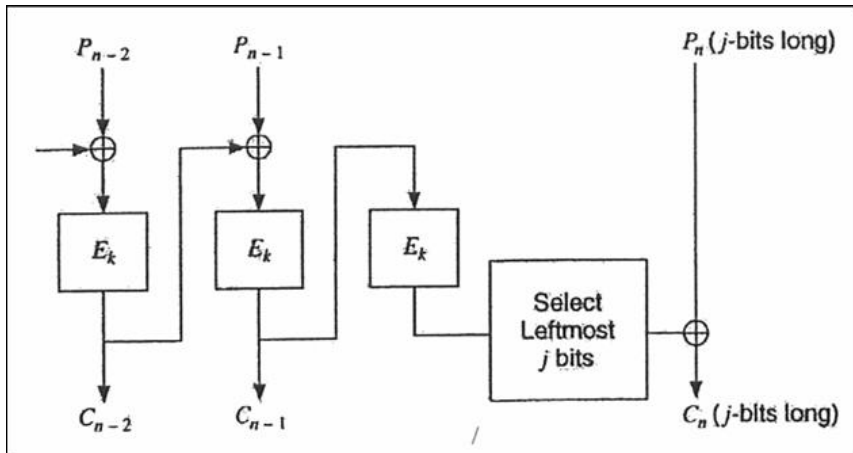 P_{n-2}
P_{n-1}
P_n (j-bits long)
E_k
E_k
E_k
Select
Leftmost
j bits
C_{n-2}
C_{n-1}
C_n (j-bits long)